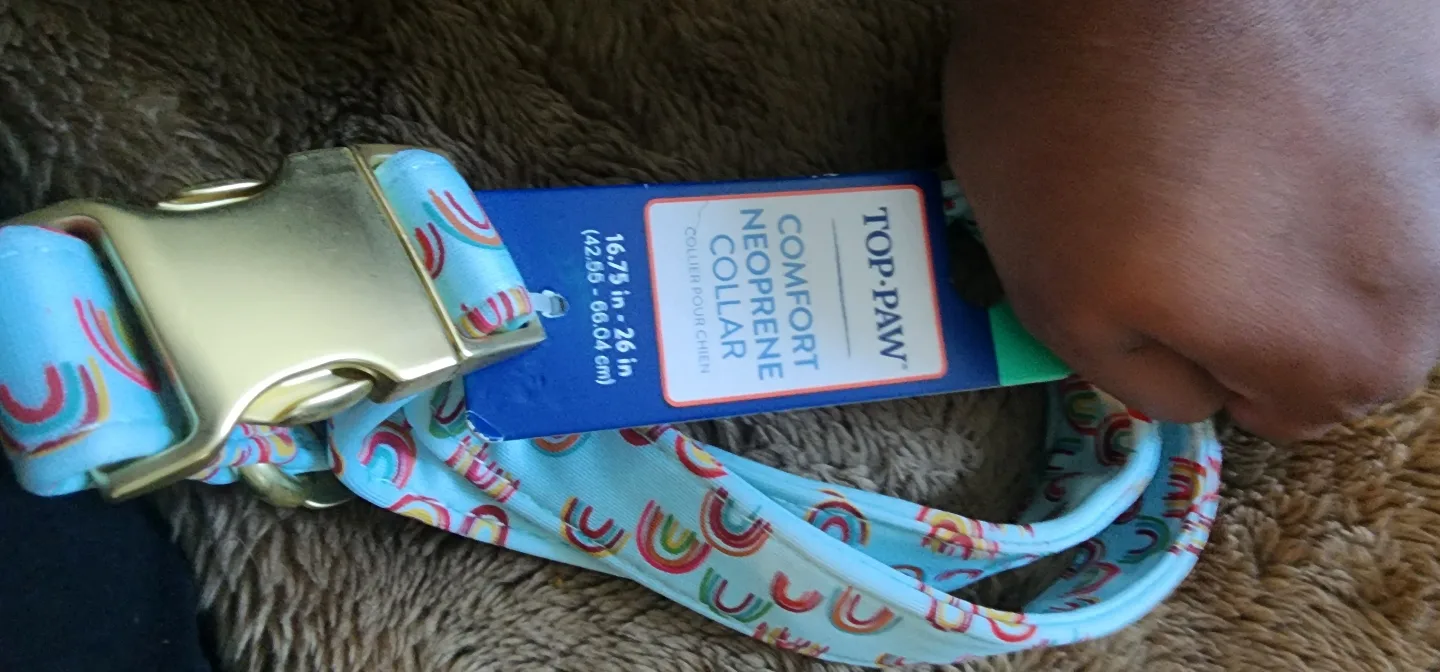 TOP·PAW®
COMFORT
NEOPRENE
COLLAR
COLLIER POUR CHIEN
16.75 in - 26 in
(42.55 - 66.04 cm)